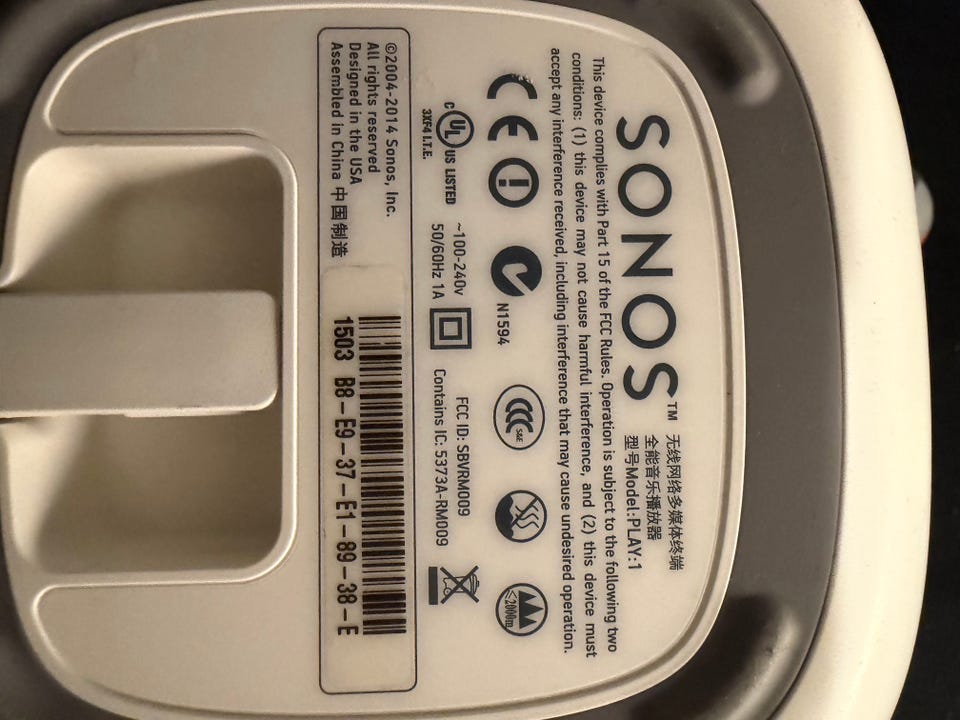 SONOS™
无线网络多媒体终端
全能音乐播放器
型号Model:PLAY:1
This device complies with Part 15 of the FCC Rules. Operation is subject to the following two
conditions: (1) this device may not cause harmful interference, and (2) this device must
accept any interference received, including interference that may cause undesired operation.
CE
N1594
CCC S&E
<2000m
C UL US LISTED
3XF4 I.T.E.
~100-240v
50/60Hz 1A
FCC ID: SBVRM009
Contains IC: 5373A-RM009
©2004-2014 Sonos, Inc.
All rights reserved
Designed in the USA
Assembled in China 中国制造
1503 B8-E9-37-E1-89-38-E